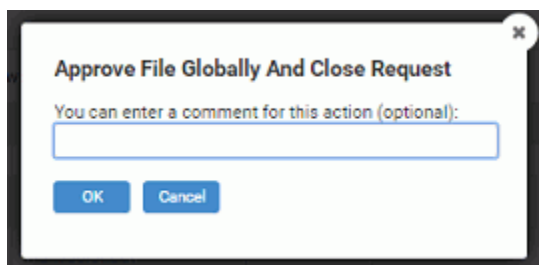 Approve File Globally And Close Request
You can enter a comment for this action (optional):
OK
Cancel